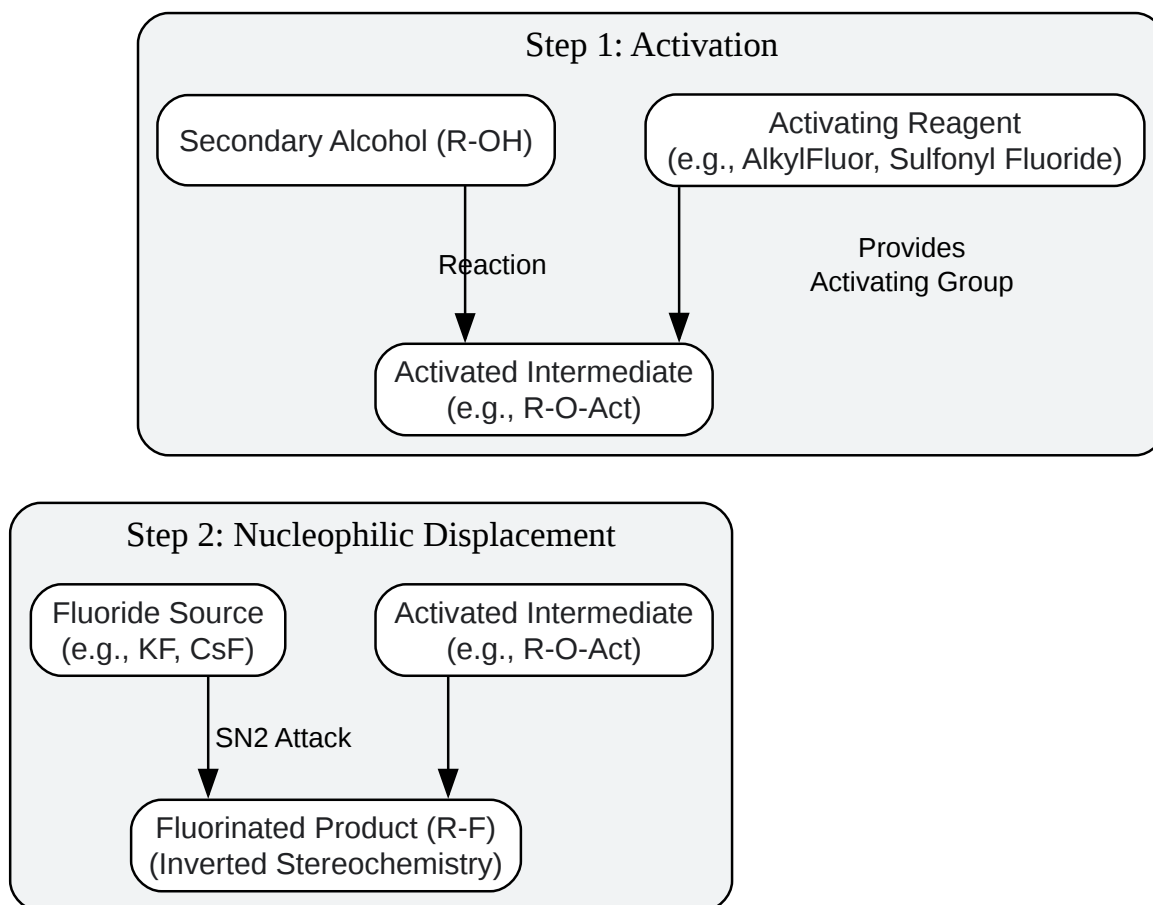 Step 1: Activation
Secondary Alcohol (R-OH)
Activating Reagent
(e.g., AlkylFluor, Sulfonyl Fluoride)
Reaction
Provides
Activating Group
Activated Intermediate
(e.g., R-O-Act)
Step 2: Nucleophilic Displacement
Fluoride Source
(e.g., KF, CsF)
Activated Intermediate
(e.g., R-O-Act)
SN2 Attack
Fluorinated Product (R-F)
(Inverted Stereochemistry)